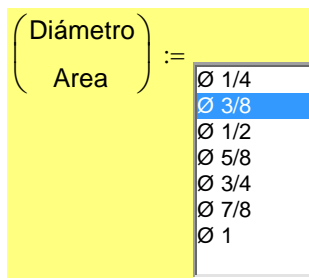 Diámetro
Area
:=
Ø 1/4
Ø 3/8
Ø 1/2
Ø 5/8
Ø 3/4
Ø 7/8
Ø 1